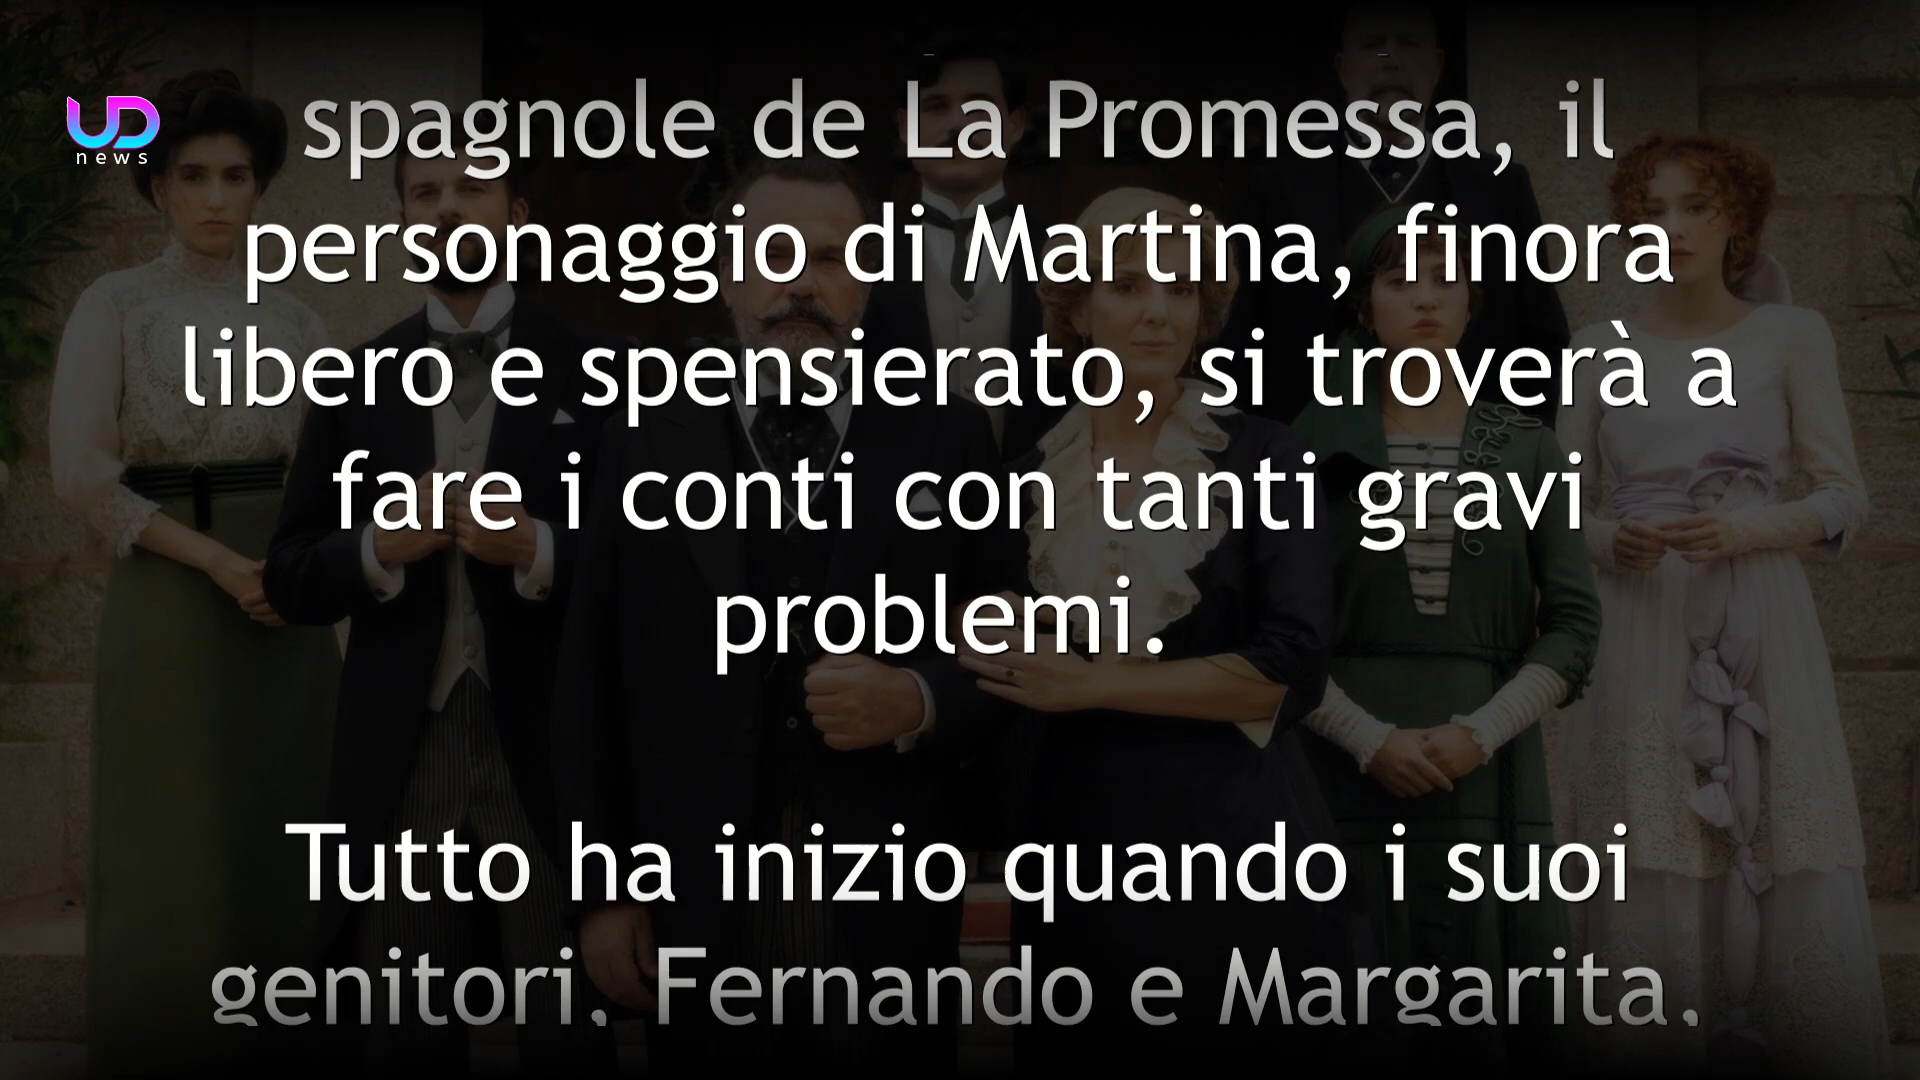 UD
news
spagnole de La Promessa, il
personaggio di Martina, finora
libero e spensierato, si troverà a
fare i conti con tanti gravi
problemi.
Tutto ha inizio quando i suoi
genitori, Fernando e Margarita,